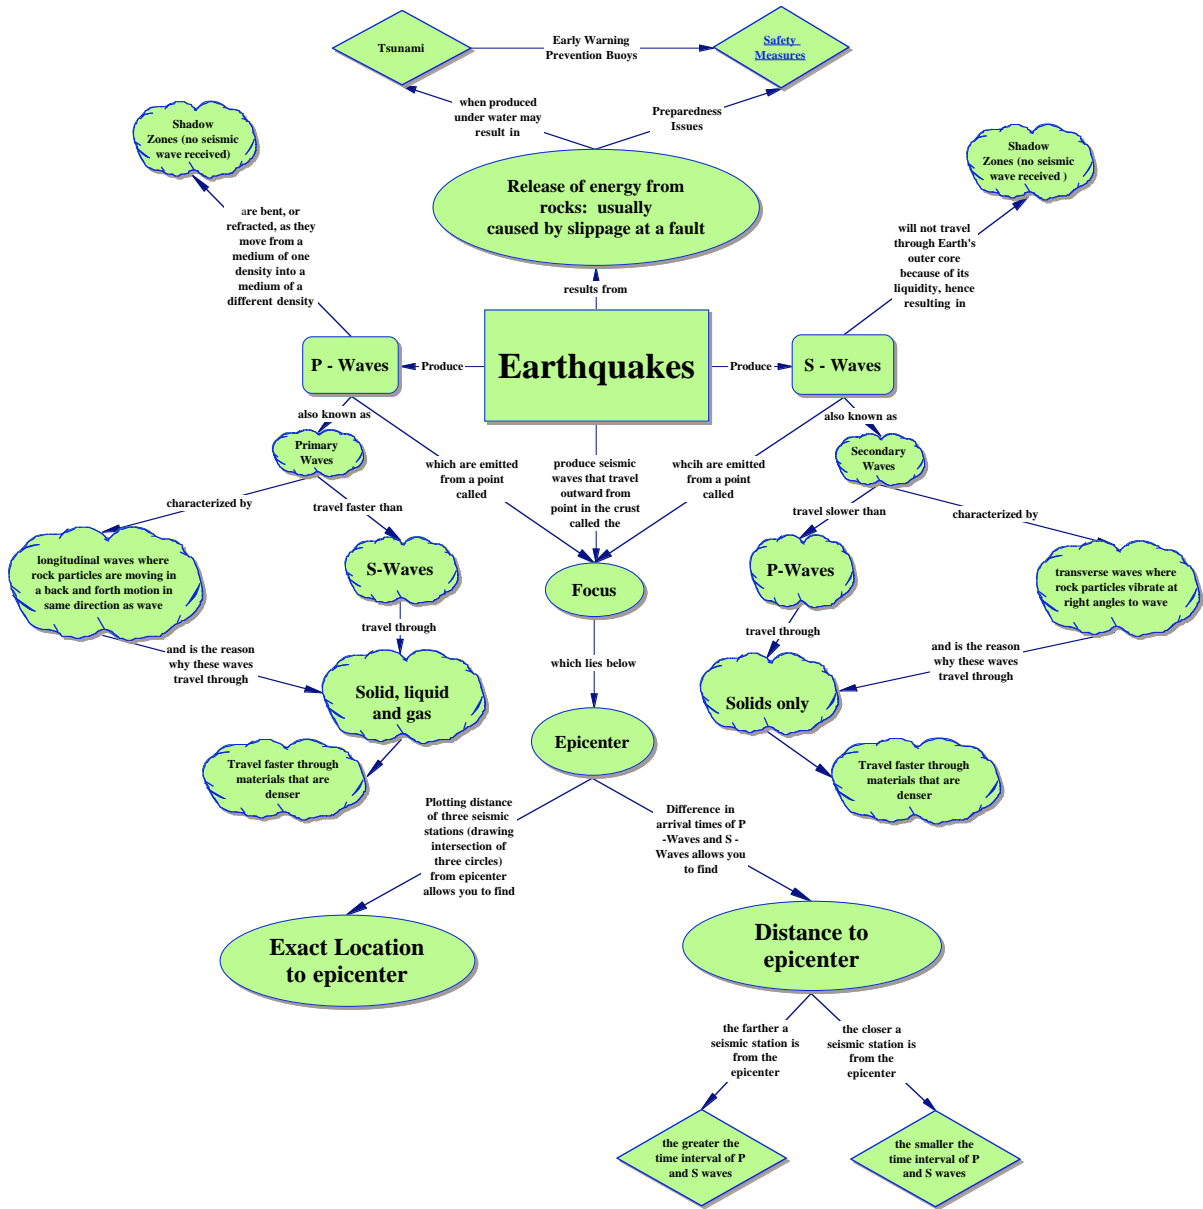 Tsunami
Early Warning
Prevention Buoys
Safety
Measures
when produced
under water may
result in
Preparedness
Issues
Shadow
Zones (no seismic
wave received)
Shadow
Zones (no seismic
wave received )
Release of energy from
rocks: usually
caused by slippage at a fault
are bent, or
refracted, as they
move from a
medium of one
density into a
medium of a
different density
will not travel
through Earth's
outer core
because of its
liquidity, hence
resulting in
results from
P - Waves
Produce
Earthquakes
Produce
S - Waves
also known as
also known as
Primary
Waves
Secondary
Waves
which are emitted
from a point
called
produce seismic
waves that travel
outward from
point in the crust
called the
whcih are emitted
from a point
called
characterized by
travel faster than
travel slower than
characterized by
longitudinal waves where
rock particles are moving in
a back and forth motion in
same direction as wave
S-Waves
Focus
P-Waves
transverse waves where
rock particles vibrate at
right angles to wave
travel through
travel through
and is the reason
why these waves
travel through
which lies below
and is the reason
why these waves
travel through
Solid, liquid
and gas
Solids only
Epicenter
Travel faster through
materials that are
denser
Travel faster through
materials that are
denser
Plotting distance
of three seismic
stations (drawing
intersection of
three circles)
from epicenter
allows you to find
Difference in
arrival times of P
-Waves and S -
Waves allows you
to find
Exact Location
to epicenter
Distance to
epicenter
the farther a
seismic station is
from the
epicenter
the closer a
seismic station is
from the
epicenter
the greater the
time interval of P
and S waves
the smaller the
time interval of P
and S waves